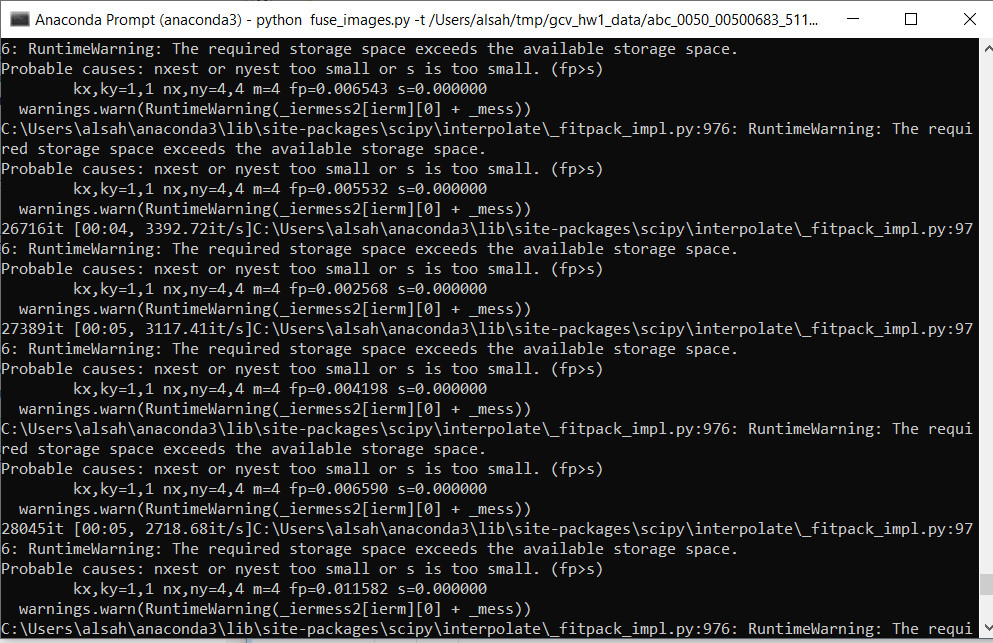 Anaconda Prompt (anaconda3) - python  fuse_images.py -t /Users/alsah/tmp/gcv_hw1_data/abc_0050_00500683_511...
6: RuntimeWarning: The required storage space exceeds the available storage space.
Probable causes: nxest or nyest too small or s is too small. (fp>s)
        kx,ky=1,1 nx,ny=4,4 m=4 fp=0.006543 s=0.000000
  warnings.warn(RuntimeWarning(_iermess2[ierm][0] + _mess))
C:\Users\alsah\anaconda3\lib\site-packages\scipy\interpolate\_fitpack_impl.py:976: RuntimeWarning: The requi
red storage space exceeds the available storage space.
Probable causes: nxest or nyest too small or s is too small. (fp>s)
        kx,ky=1,1 nx,ny=4,4 m=4 fp=0.005532 s=0.000000
  warnings.warn(RuntimeWarning(_iermess2[ierm][0] + _mess))
26716it [00:04, 3392.72it/s]C:\Users\alsah\anaconda3\lib\site-packages\scipy\interpolate\_fitpack_impl.py:97
6: RuntimeWarning: The required storage space exceeds the available storage space.
Probable causes: nxest or nyest too small or s is too small. (fp>s)
        kx,ky=1,1 nx,ny=4,4 m=4 fp=0.002568 s=0.000000
  warnings.warn(RuntimeWarning(_iermess2[ierm][0] + _mess))
27389it [00:05, 3117.41it/s]C:\Users\alsah\anaconda3\lib\site-packages\scipy\interpolate\_fitpack_impl.py:97
6: RuntimeWarning: The required storage space exceeds the available storage space.
Probable causes: nxest or nyest too small or s is too small. (fp>s)
        kx,ky=1,1 nx,ny=4,4 m=4 fp=0.004198 s=0.000000
  warnings.warn(RuntimeWarning(_iermess2[ierm][0] + _mess))
C:\Users\alsah\anaconda3\lib\site-packages\scipy\interpolate\_fitpack_impl.py:976: RuntimeWarning: The requi
red storage space exceeds the available storage space.
Probable causes: nxest or nyest too small or s is too small. (fp>s)
        kx,ky=1,1 nx,ny=4,4 m=4 fp=0.006590 s=0.000000
  warnings.warn(RuntimeWarning(_iermess2[ierm][0] + _mess))
28045it [00:05, 2718.68it/s]C:\Users\alsah\anaconda3\lib\site-packages\scipy\interpolate\_fitpack_impl.py:97
6: RuntimeWarning: The required storage space exceeds the available storage space.
Probable causes: nxest or nyest too small or s is too small. (fp>s)
        kx,ky=1,1 nx,ny=4,4 m=4 fp=0.011582 s=0.000000
  warnings.warn(RuntimeWarning(_iermess2[ierm][0] + _mess))
C:\Users\alsah\anaconda3\lib\site-packages\scipy\interpolate\_fitpack_impl.py:976: RuntimeWarning: The requi